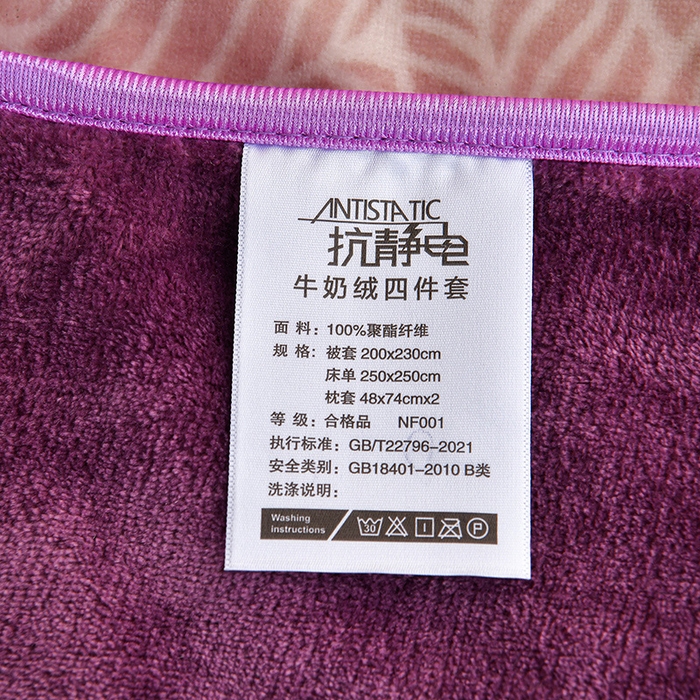 ANTISTATIC
抗静电
牛奶绒四件套
面 料：100%聚酯纤维
规 格：被套 200x230cm
床单 250x250cm
枕套 48x74cmx2
等 级：合格品 NF001
执行标准：GB/T22796-2021
安全类别：GB18401-2010 B类
洗涤说明：
Washing
instructions
30 P